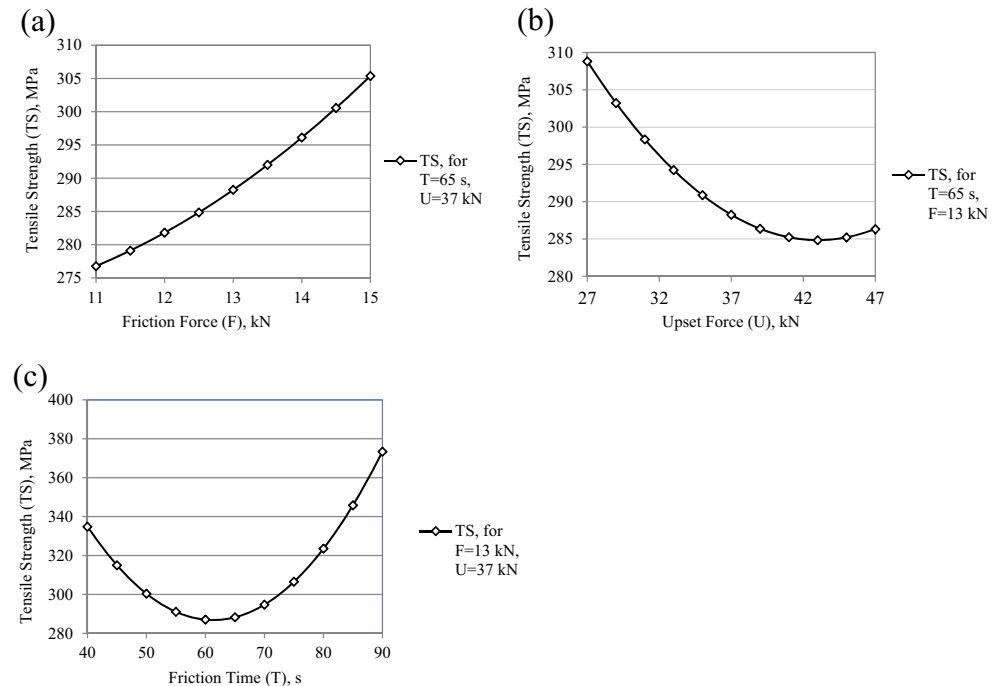 (a)
310
305
300
295
290
285
280
275
11 12 13 14 15
Tensile Strength (TS), MPa
Friction Force (F), kN
TS, for
T=65 s,
U=37 kN
(b)
310
305
300
295
290
285
280
27 32 37 42 47
Tensile Strength (TS), MPa
Upset Force (U), kN
TS, for
T=65 s,
F=13 kN
(c)
400
380
360
340
320
300
280
40 50 60 70 80 90
Tensile Strength (TS), MPa
Friction Time (T), s
TS, for
F=13 kN,
U=37 kN